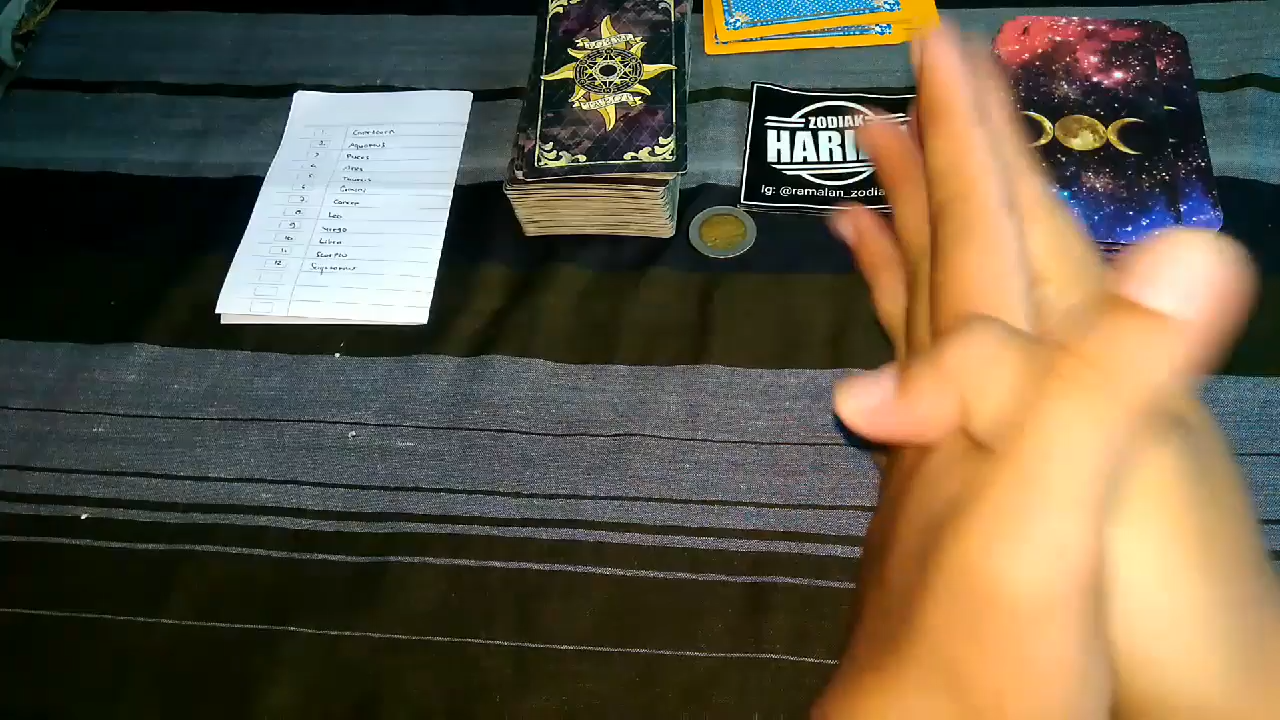 1 Capricorn
2 Aquarius
3 Pisces
4 Aries
5 Taurus
6 Gemini
7 Cancer
8 Leo
9 Virgo
10 Libra
11 Scorpio
12 Sagitarius
ZODIAK
HARI
Ig: @ramalan_zodia